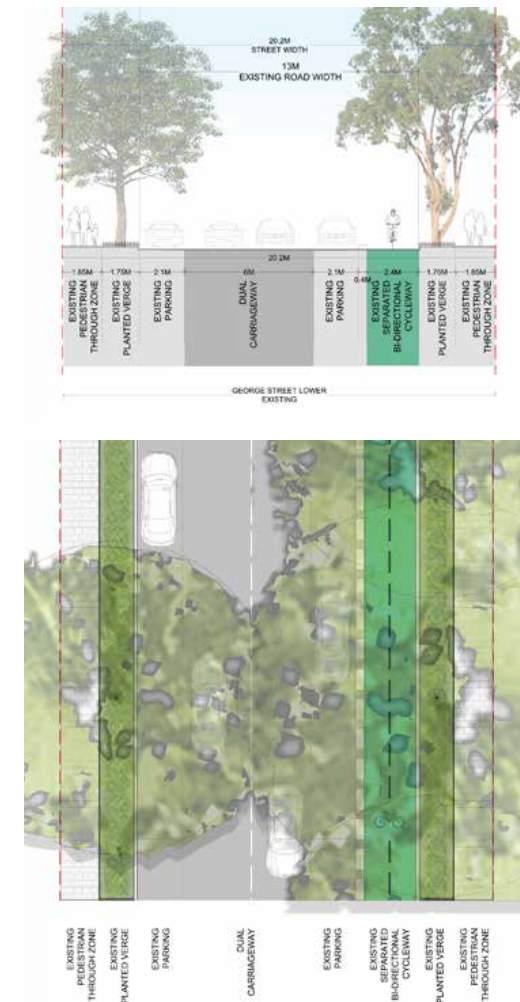 20.2M
STREET WIDTH
13M
EXISTING ROAD WIDTH
20.2M
1.85M
1.75M
2.1M
6M
2.1M
0.4M
2.4M
1.70M
1.85M
EXISTING
PEDESTRIAN
THROUGH ZONE
EXISTING
PLANTED VERGE
EXISTING
PARKING
DUAL
CARRIAGEWAY
EXISTING
PARKING
EXISTING
SEPARATED
BI-DIRECTIONAL
CYCLEWAY
EXISTING
PLANTED VERGE
EXISTING
PEDESTRIAN
THROUGH ZONE
GEORGE STREET LOWER
EXISTING
EXISTING
PEDESTRIAN
THROUGH ZONE
EXISTING
PLANTED VERGE
EXISTING
PARKING
DUAL
CARRIAGEWAY
EXISTING
PARKING
EXISTING
SEPARATED
BI-DIRECTIONAL
CYCLEWAY
EXISTING
PLANTED VERGE
EXISTING
PEDESTRIAN
THROUGH ZONE